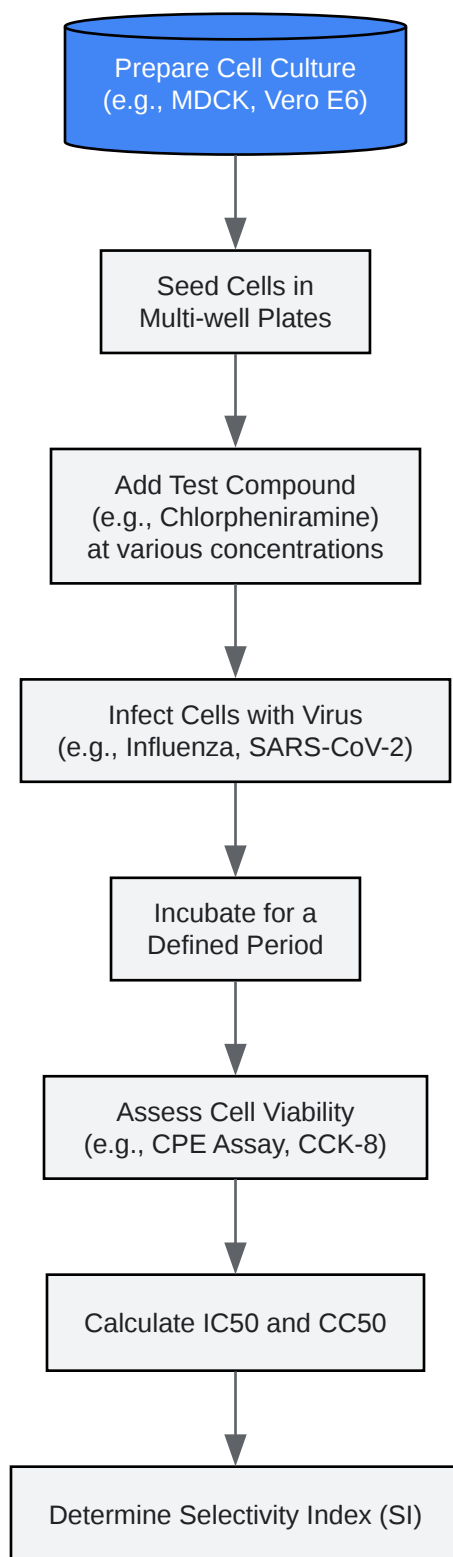 Prepare Cell Culture
(e.g., MDCK, Vero E6)
Seed Cells in
Multi-well Plates
Add Test Compound
(e.g., Chlorpheniramine)
at various concentrations
Infect Cells with Virus
(e.g., Influenza, SARS-CoV-2)
Incubate for a
Defined Period
Assess Cell Viability
(e.g., CPE Assay, CCK-8)
Calculate IC50 and CC50
Determine Selectivity Index (SI)